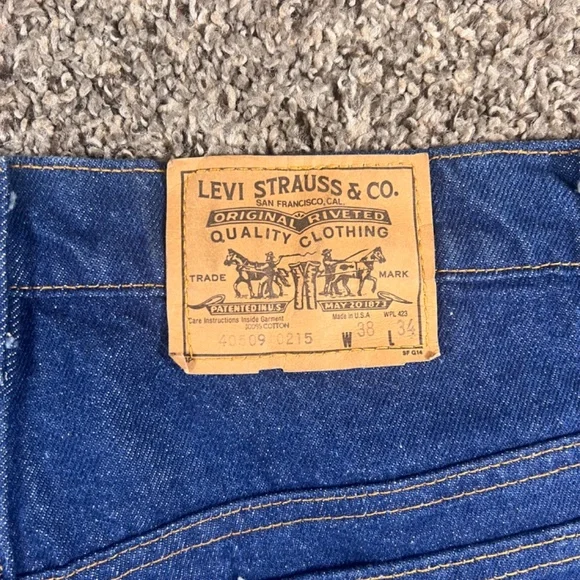 LEVI STRAUSS & CO.
SAN FRANCISCO, CAL.
ORIGINAL RIVETED
QUALITY CLOTHING
TRADE MARK
PATENTED IN U.S. MAY 20 1873
Care Instructions Inside Garment Made in U.S.A WPL 423
100% COTTON
40509 0215 W 38 L 34
SF G14